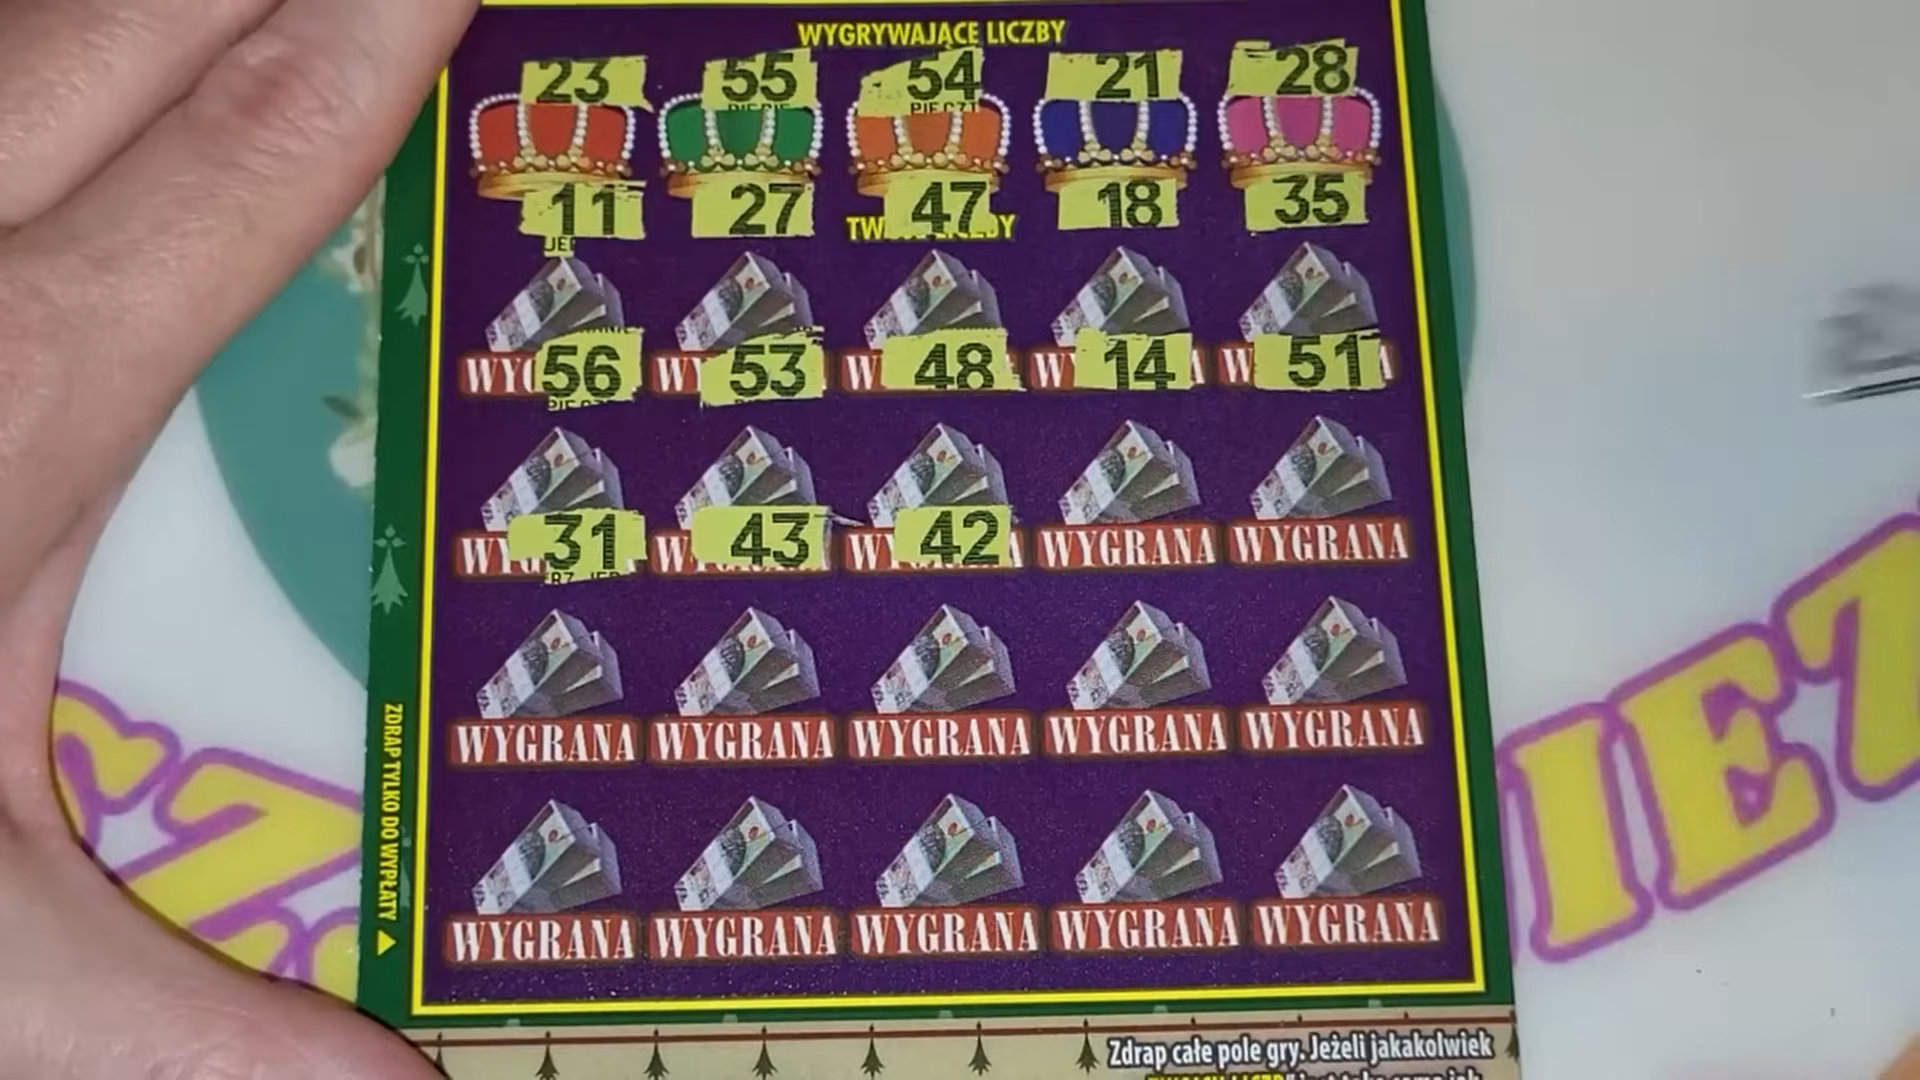 WYGRYWAJĄCE LICZBY
23 55 54 21 28
11 27 47 18 35
56 53 48 14 51
31 43 42 WYGRANA WYGRANA
WYGRANA WYGRANA WYGRANA WYGRANA WYGRANA
WYGRANA WYGRANA WYGRANA WYGRANA WYGRANA
ZDRAP TYLKO DO WYPŁATY
Zdrap całe pole gry. Jeżeli jakakolwiek